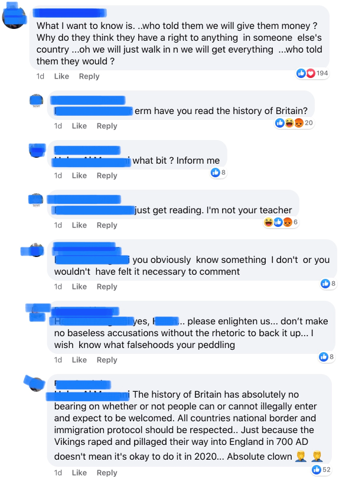 What I want to know is. ..who told them we will give them money ?
Why do they think they have a right to anything in someone else's
country ...oh we will just walk in n we will get everything ...who told
them they would ?
1d Like Reply
194
erm have you read the history of Britain?
1d Like Reply
20
what bit ? Inform me
1d Like Reply
8
just get reading. I'm not your teacher
1d Like Reply
6
you obviously know something I don't or you
wouldn't have felt it necessary to comment
1d Like Reply
8
yes, ... please enlighten us... don't make
no baseless accusations without the rhetoric to back it up... I
wish know what falsehoods your peddling
1d Like Reply
8
The history of Britain has absolutely no
bearing on whether or not people can or cannot illegally enter
and expect to be welcomed. All countries national border and
immigration protocol should be respected.. Just because the
Vikings raped and pillaged their way into England in 700 AD
doesn't mean it's okay to do it in 2020... Absolute clown 🤦‍♂️ 🤦‍♂️
1d Like Reply
52